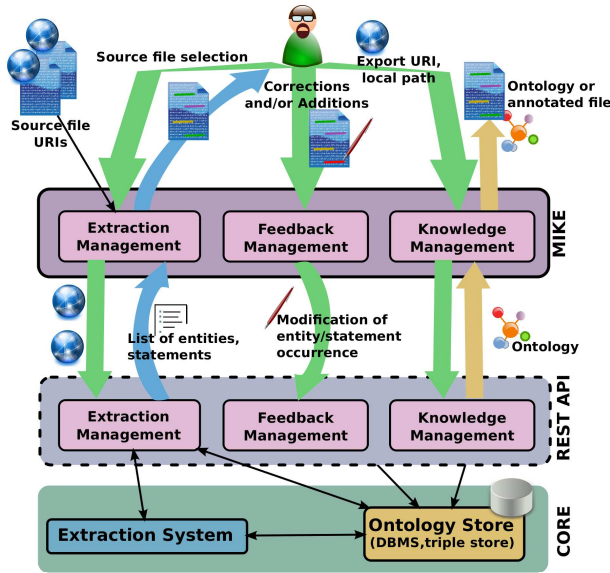 Source file selection
Export URI,
local path
Corrections
and/or Additions
Ontology or
annotated file
Source file
URIs
Extraction
Management
Feedback
Management
Knowledge
Management
MIKE
List of entities,
statements
Modification of
entity/statement
occurrence
Ontology
Extraction
Management
Feedback
Management
Knowledge
Management
REST API
Extraction System
Ontology Store
(DBMS,triple store)
CORE